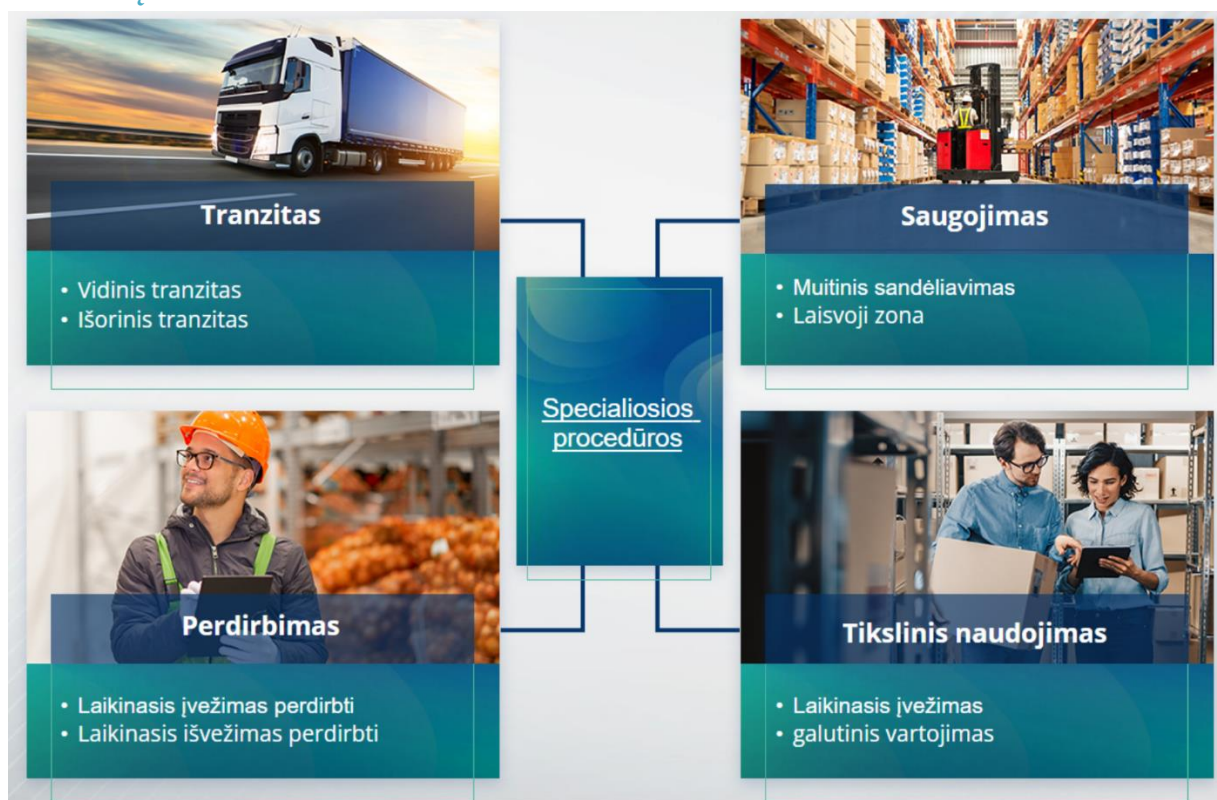 Tranzitas
• Vidinis tranzitas
• Išorinis tranzitas
Saugojimas
• Muitinis sandėliavimas
• Laisvoji zona
Specialiosios
procedūros
Perdirbimas
• Laikinasis įvežimas perdirbti
• Laikinasis išvežimas perdirbti
Tikslinis naudojimas
• Laikinasis įvežimas
• galutinis vartojimas